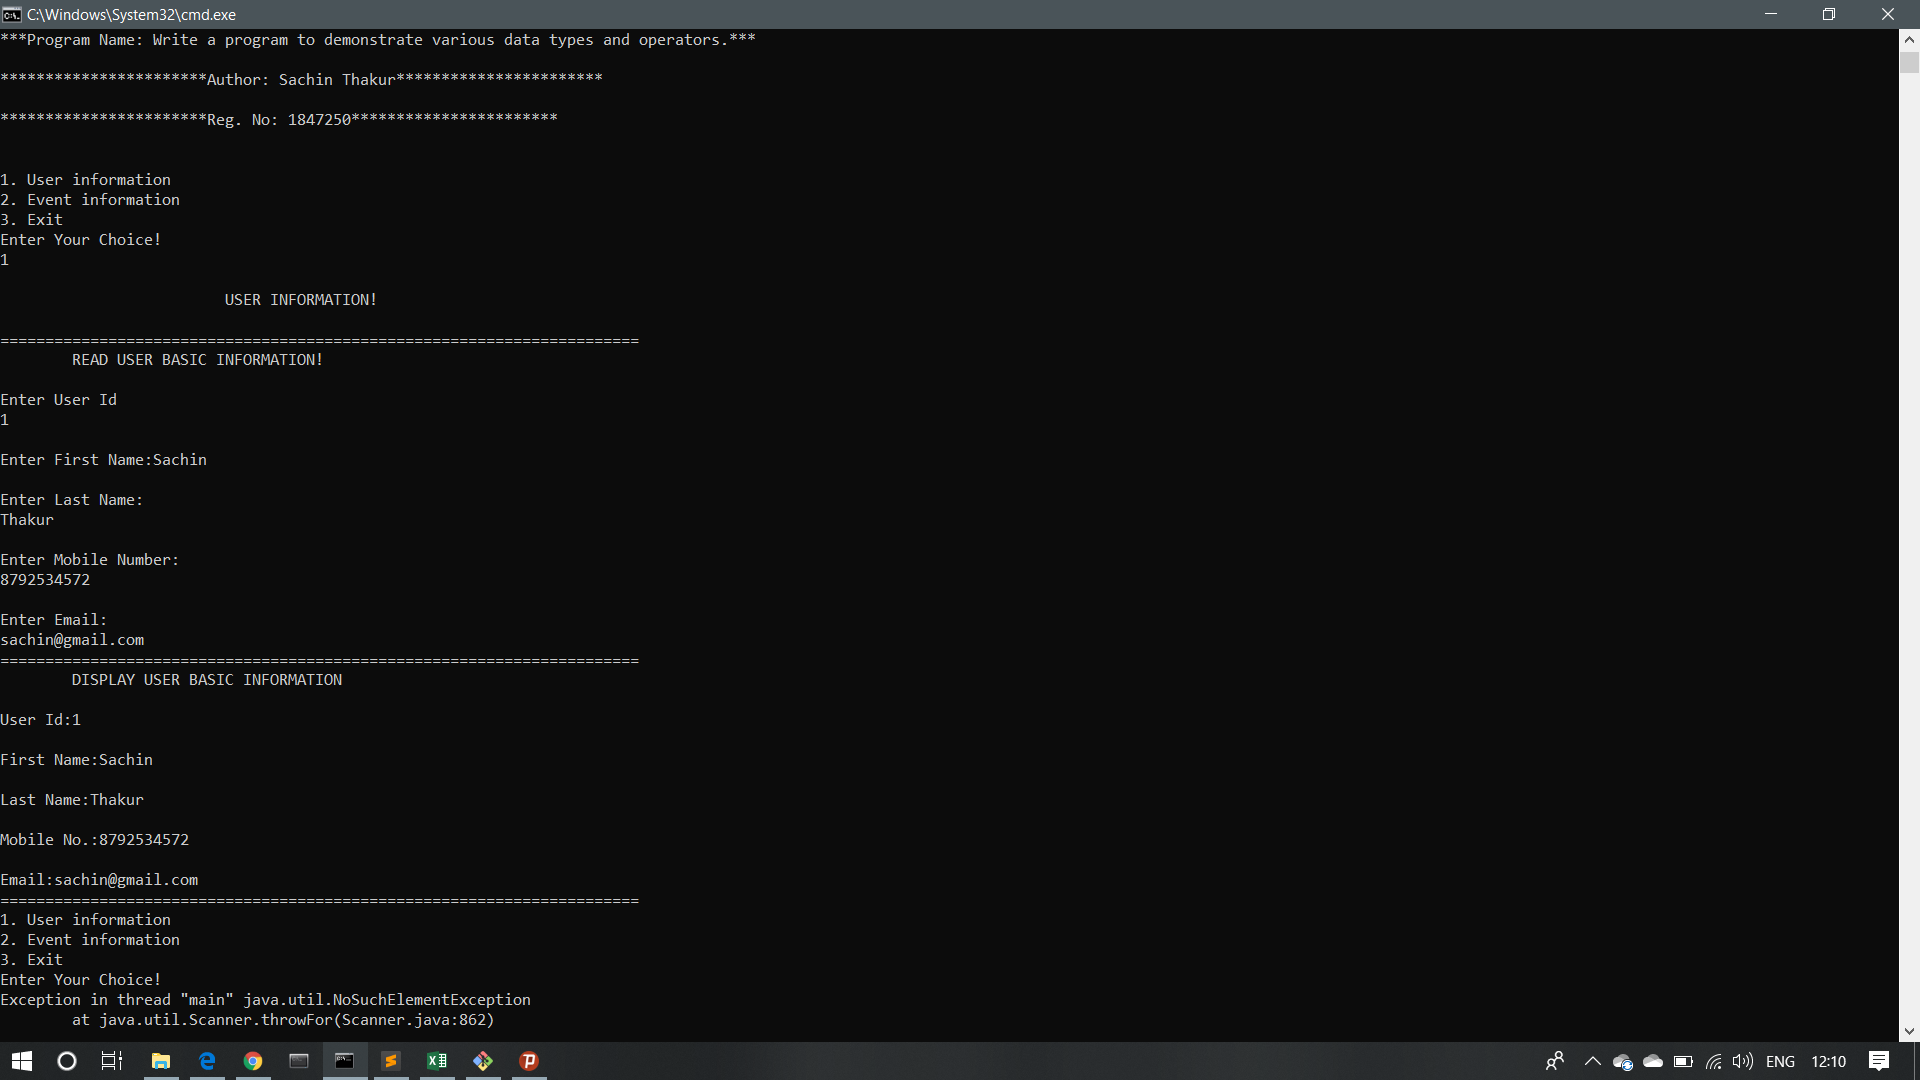 C:\Windows\System32\cmd.exe
***Program Name: Write a program to demonstrate various data types and operators.***
***********************Author: Sachin Thakur***********************
***********************Reg. No: 1847250***********************
1. User information
2. Event information
3. Exit
Enter Your Choice!
1
USER INFORMATION!
=======================================================================
READ USER BASIC INFORMATION!
Enter User Id
1
Enter First Name:Sachin
Enter Last Name:
Thakur
Enter Mobile Number:
8792534572
Enter Email:
sachin@gmail.com
=======================================================================
DISPLAY USER BASIC INFORMATION
User Id:1
First Name:Sachin
Last Name:Thakur
Mobile No.:8792534572
Email:sachin@gmail.com
=======================================================================
1. User information
2. Event information
3. Exit
Enter Your Choice!
Exception in thread "main" java.util.NoSuchElementException
at java.util.Scanner.throwFor(Scanner.java:862)
ENG 12:10